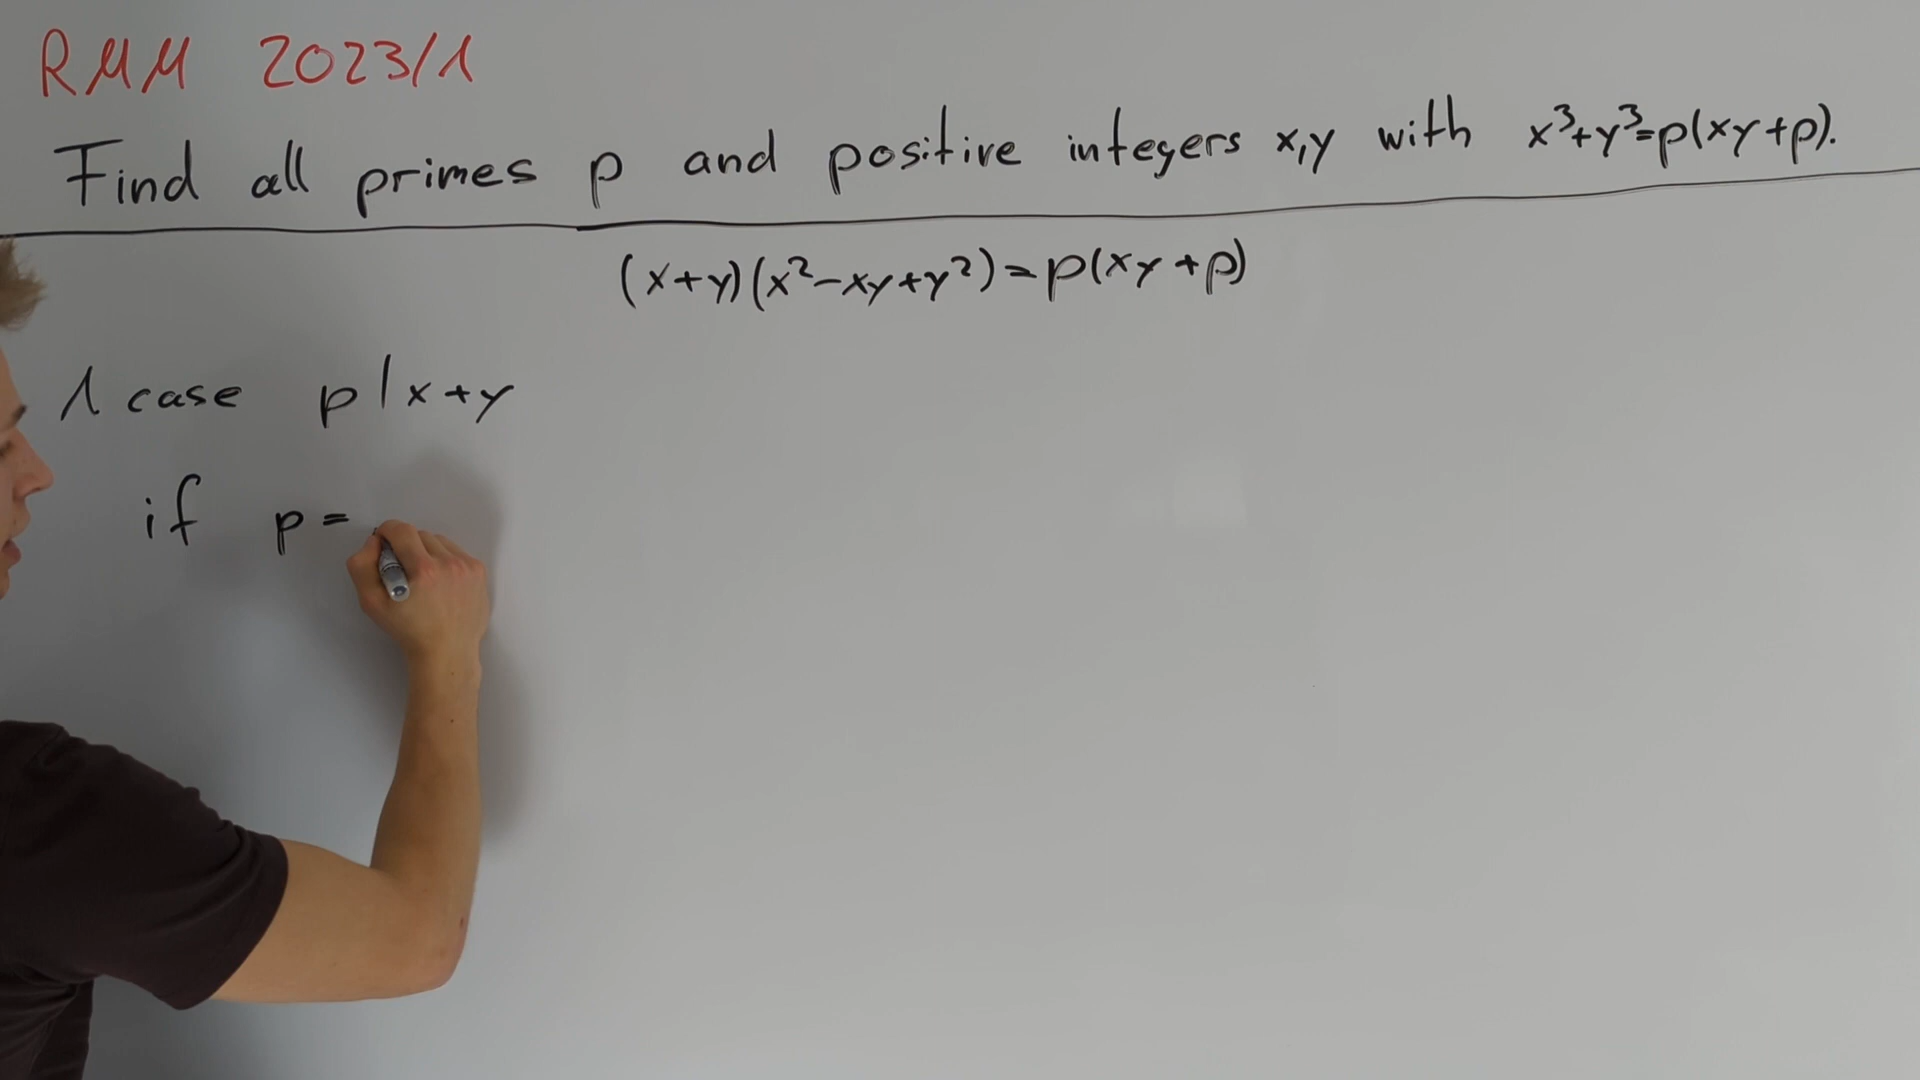 RMM 2023/1
Find all primes p and positive integers x,y with x³+y³=p(xy+p).
(x+y)(x²-xy+y²)=p(xy+p)
1 case p|x+y
if p=